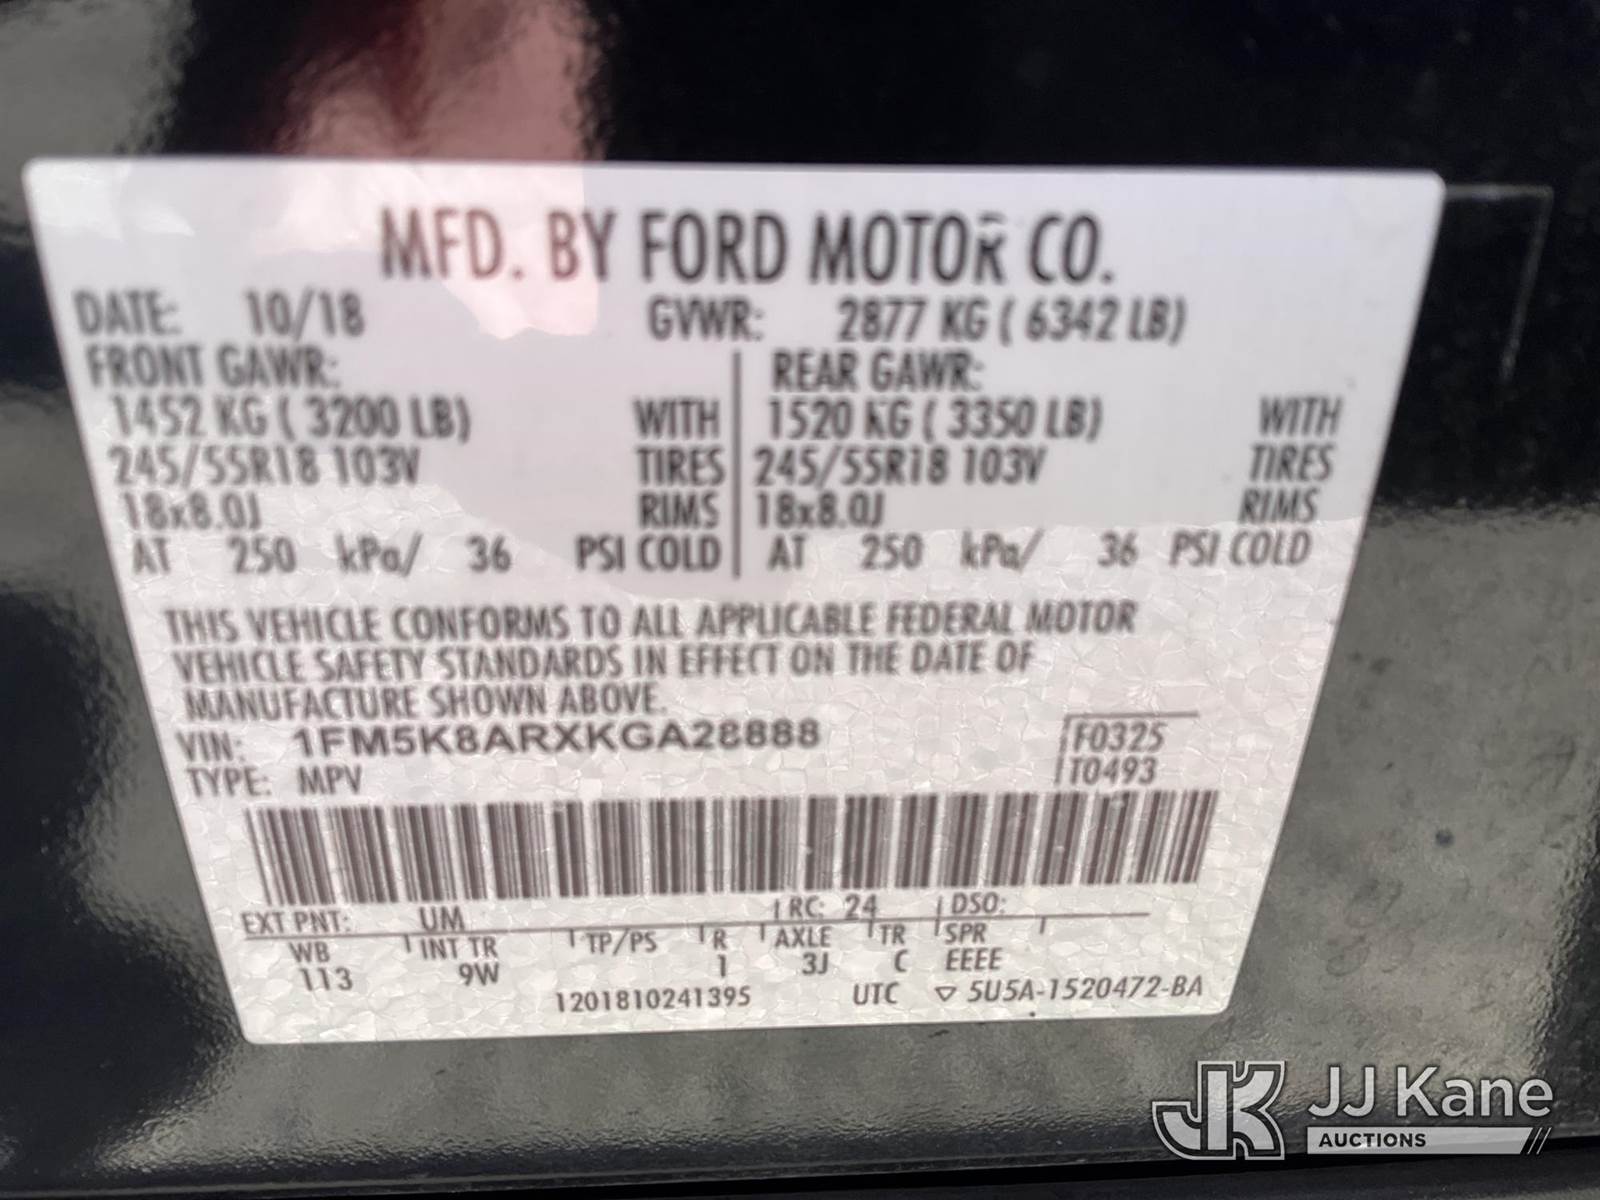 MFD. BY FORD MOTOR CO.
DATE: 10/18 GVWR: 2877 KG ( 6342 LB)
FRONT GAWR: REAR GAWR:
1452 KG ( 3200 LB) WITH 1520 KG ( 3350 LB) WITH
245/55R18 103V TIRES 245/55R18 103V TIRES
18x8.0J RIMS 18x8.0J RIMS
AT 250 kPa/ 36 PSI COLD AT 250 kPa/ 36 PSI COLD
THIS VEHICLE CONFORMS TO ALL APPLICABLE FEDERAL MOTOR
VEHICLE SAFETY STANDARDS IN EFFECT ON THE DATE OF
MANUFACTURE SHOWN ABOVE.
VIN: 1FM5K8ARXKGA28888 F0325
TYPE: MPV T0493
EXT PNT: UM RC: 24 DSO:
WB INT TR TP/PS R AXLE TR SPR
113 9W 1 3J C EEEE
1201810241395 UTC ▽ 5U5A-1520472-BA
JK JJ Kane
AUCTIONS